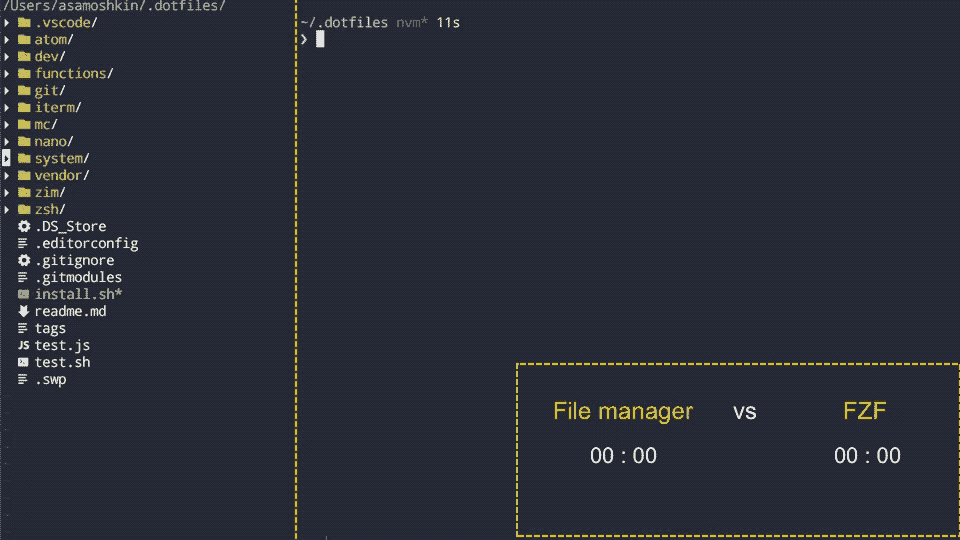 /Users/asamoshkin/.dotfiles/
.vscode/
atom/
dev/
functions/
git/
iterm/
mc/
nano/
system/
vendor/
zim/
zsh/
.DS_Store
.editorconfig
.gitignore
.gitmodules
install.sh*
readme.md
tags
JS test.js
test.sh
.swp
~/.dotfiles nvm* 11s
❯
File manager vs FZF
00 : 00 00 : 00